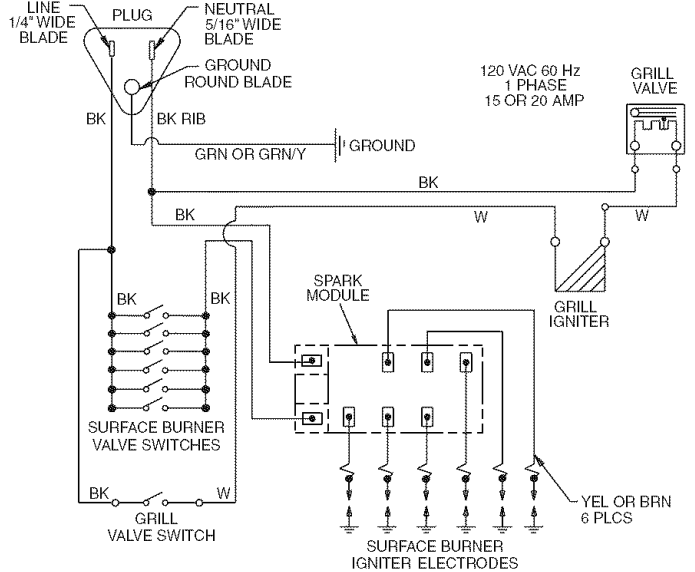 LINE
1/4" WIDE
BLADE
PLUG
NEUTRAL
5/16" WIDE
BLADE
GROUND
ROUND BLADE
120 VAC 60 Hz
1 PHASE
15 OR 20 AMP
GRILL
VALVE
BK
BK RIB
GRN OR GRN/Y
GROUND
BK
BK
W
W
SPARK
MODULE
GRILL
IGNITER
BK
BK
SURFACE BURNER
VALVE SWITCHES
BK
W
GRILL
VALVE SWITCH
YEL OR BRN
6 PLCS
SURFACE BURNER
IGNITER ELECTRODES